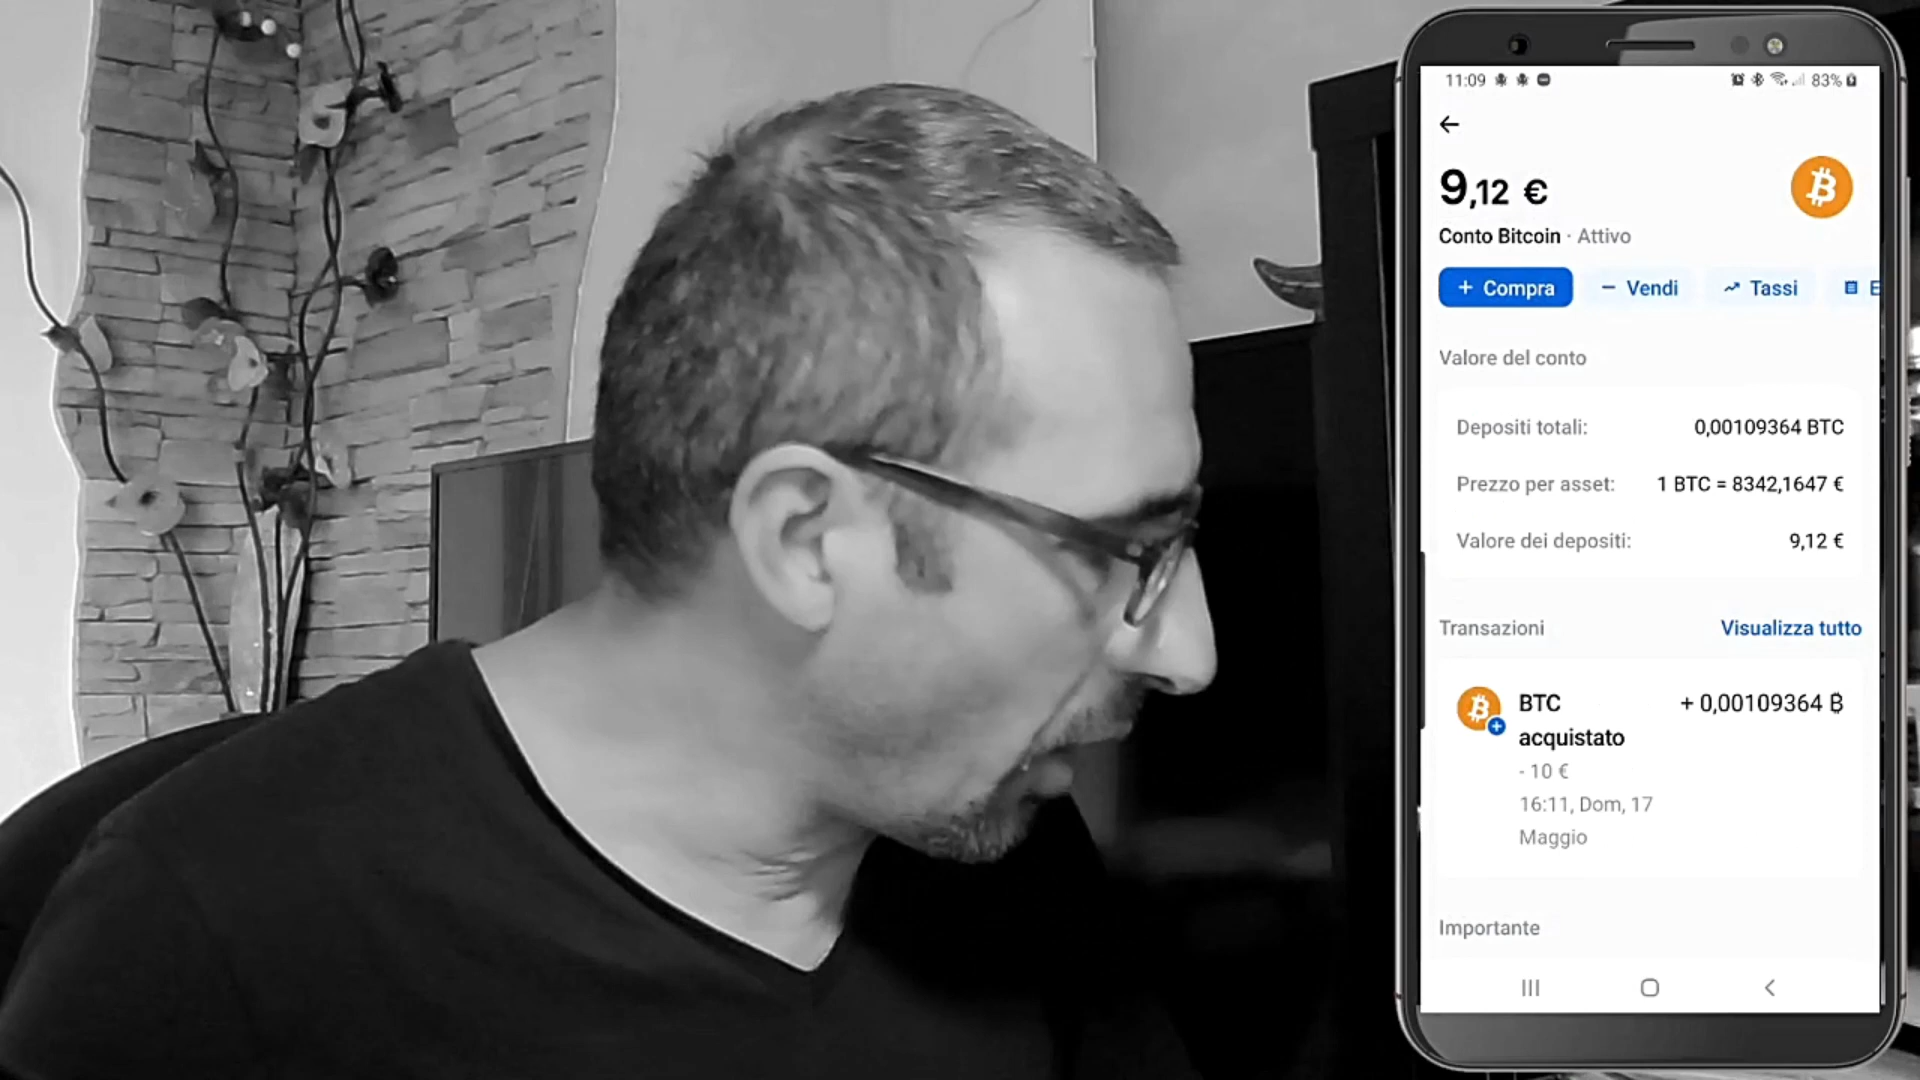 11:09
83%
9,12 €
Conto Bitcoin · Attivo
+ Compra
− Vendi
Tassi
E
Valore del conto
Depositi totali: 0,00109364 BTC
Prezzo per asset: 1 BTC = 8342,1647 €
Valore dei depositi: 9,12 €
Transazioni Visualizza tutto
BTC + 0,00109364 ₿
acquistato
- 10 €
16:11, Dom, 17
Maggio
Importante